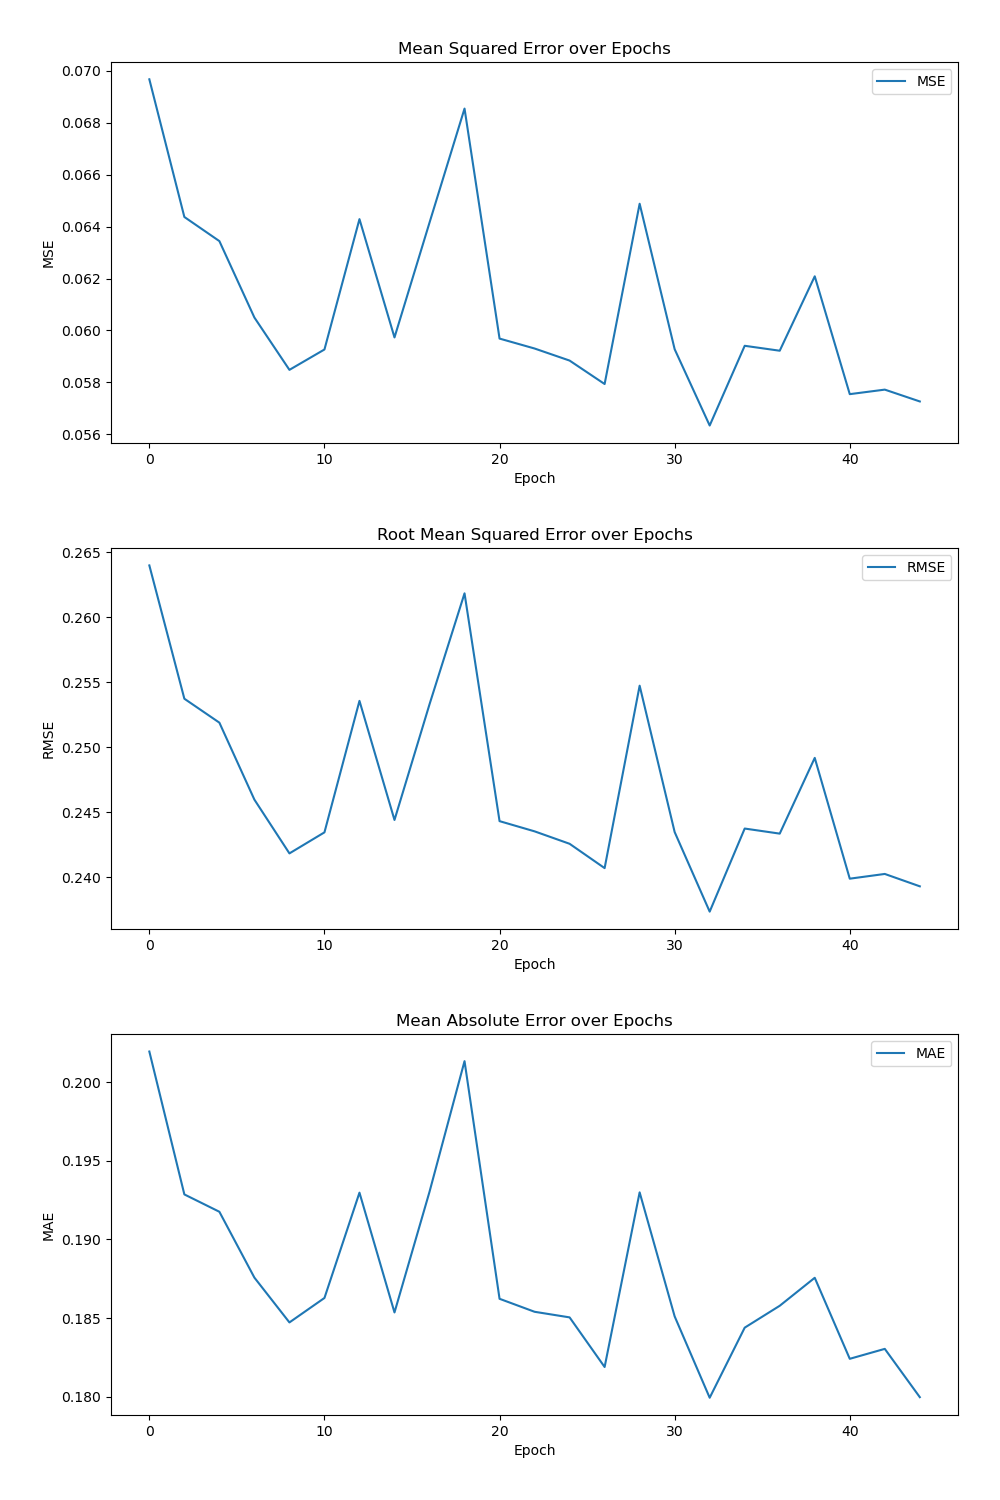 Mean Squared Error over Epochs
0.070
0.068
0.066
0.064
0.062
0.060
0.058
0.056
MSE
MSE
0 10 20 30 40
Epoch
Root Mean Squared Error over Epochs
0.265
0.260
0.255
0.250
0.245
0.240
RMSE
RMSE
0 10 20 30 40
Epoch
Mean Absolute Error over Epochs
0.200
0.195
0.190
0.185
0.180
MAE
MAE
0 10 20 30 40
Epoch